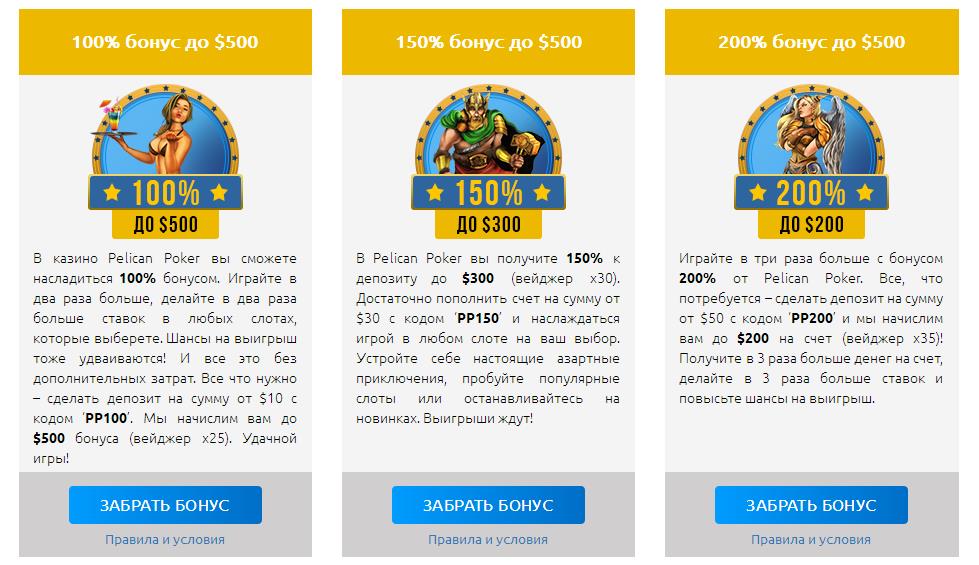 100% бонус до $500
100%
ДО $500
В казино Pelican Poker вы сможете
насладиться 100% бонусом. Играйте в
два раза больше, делайте в два раза
больше ставок в любых слотах,
которые выберете. Шансы на выигрыш
тоже удваиваются! И все это без
дополнительных затрат. Все что нужно
– сделать депозит на сумму от $10 с
кодом 'PP100'. Мы начислим вам до
$500 бонуса (вейджер x25). Удачной
игры!
ЗАБРАТЬ БОНУС
Правила и условия
150% бонус до $500
150%
ДО $300
В Pelican Poker вы получите 150% к
депозиту до $300 (вейджер x30).
Достаточно пополнить счет на сумму от
$30 с кодом 'PP150' и наслаждаться
игрой в любом слоте на ваш выбор.
Устройте себе настоящие азартные
приключения, пробуйте популярные
слоты или останавливайтесь на
новинках. Выигрыши ждут!
ЗАБРАТЬ БОНУС
Правила и условия
200% бонус до $500
200%
ДО $200
Играйте в три раза больше с бонусом
200% от Pelican Poker. Все, что
потребуется – сделать депозит на сумму
от $50 с кодом 'PP200' и мы начислим
вам до $200 на счет (вейджер x35)!
Получите в 3 раза больше денег на счет,
делайте в 3 раза больше ставок и
повысьте шансы на выигрыш.
ЗАБРАТЬ БОНУС
Правила и условия